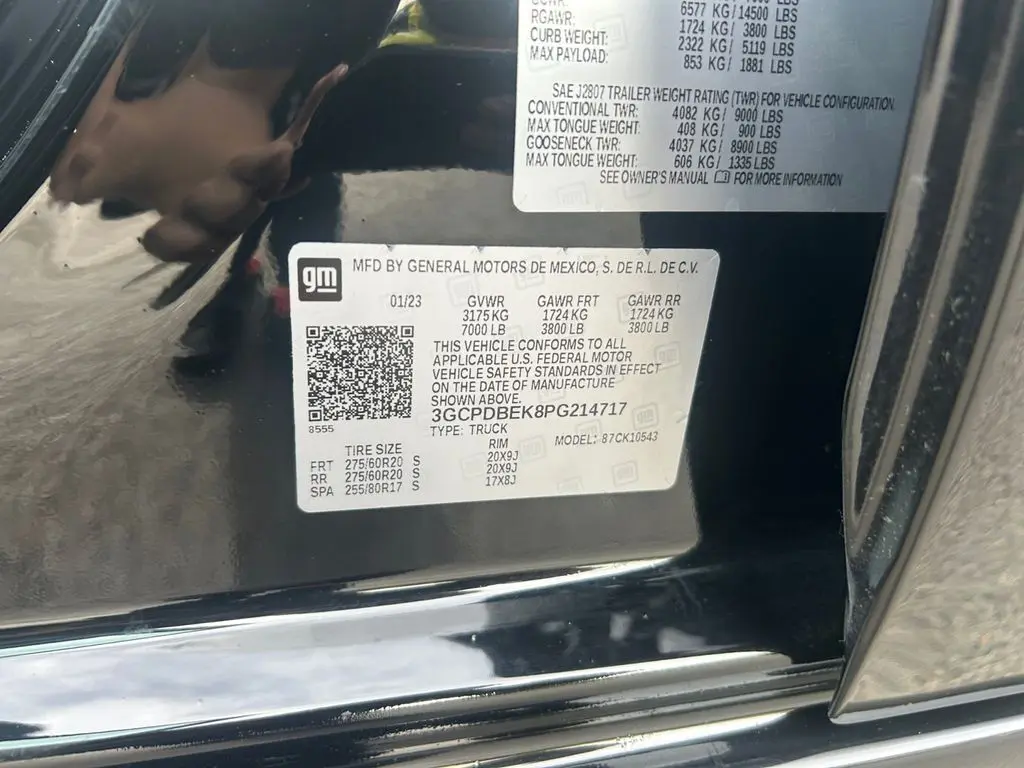 6577 KG/14500 LBS
RGAWR: 1724 KG/ 3800 LBS
CURB WEIGHT: 2322 KG/ 5119 LBS
MAX PAYLOAD: 853 KG/ 1881 LBS
SAE J2807 TRAILER WEIGHT RATING (TWR) FOR VEHICLE CONFIGURATION
CONVENTIONAL TWR: 4082 KG/ 9000 LBS
MAX TONGUE WEIGHT: 408 KG/ 900 LBS
GOOSENECK TWR: 4037 KG/ 8900 LBS
MAX TONGUE WEIGHT: 606 KG/ 1335 LBS
SEE OWNER'S MANUAL FOR MORE INFORMATION
gm MFD BY GENERAL MOTORS DE MEXICO, S. DE R.L. DE C.V.
01/23 GVWR GAWR FRT GAWR RR
3175 KG 1724 KG 1724 KG
7000 LB 3800 LB 3800 LB
THIS VEHICLE CONFORMS TO ALL
APPLICABLE U.S. FEDERAL MOTOR
VEHICLE SAFETY STANDARDS IN EFFECT
ON THE DATE OF MANUFACTURE
SHOWN ABOVE.
3GCPDBEK8PG214717
8555
TYPE: TRUCK MODEL: 87CK10543
TIRE SIZE RIM
FRT 275/60R20 S 20X9J
RR 275/60R20 S 20X9J
SPA 255/80R17 S 17X8J